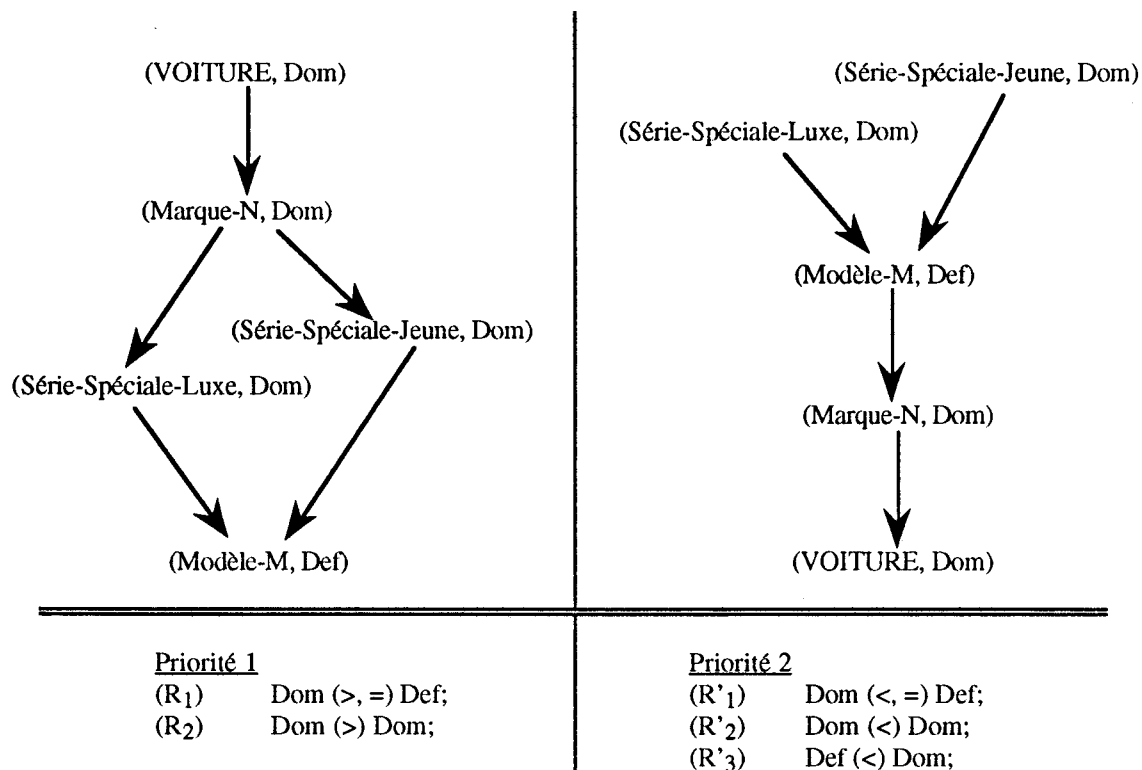 (VOITURE, Dom)
(Marque-N, Dom)
(Série-Spéciale-Jeune, Dom)
(Série-Spéciale-Luxe, Dom)
(Modèle-M, Def)
(Série-Spéciale-Jeune, Dom)
(Série-Spéciale-Luxe, Dom)
(Modèle-M, Def)
(Marque-N, Dom)
(VOITURE, Dom)
Priorité 1
(R1) Dom (>, =) Def;
(R2) Dom (>) Dom;
Priorité 2
(R'1) Dom (<, =) Def;
(R'2) Dom (<) Dom;
(R'3) Def (<) Dom;